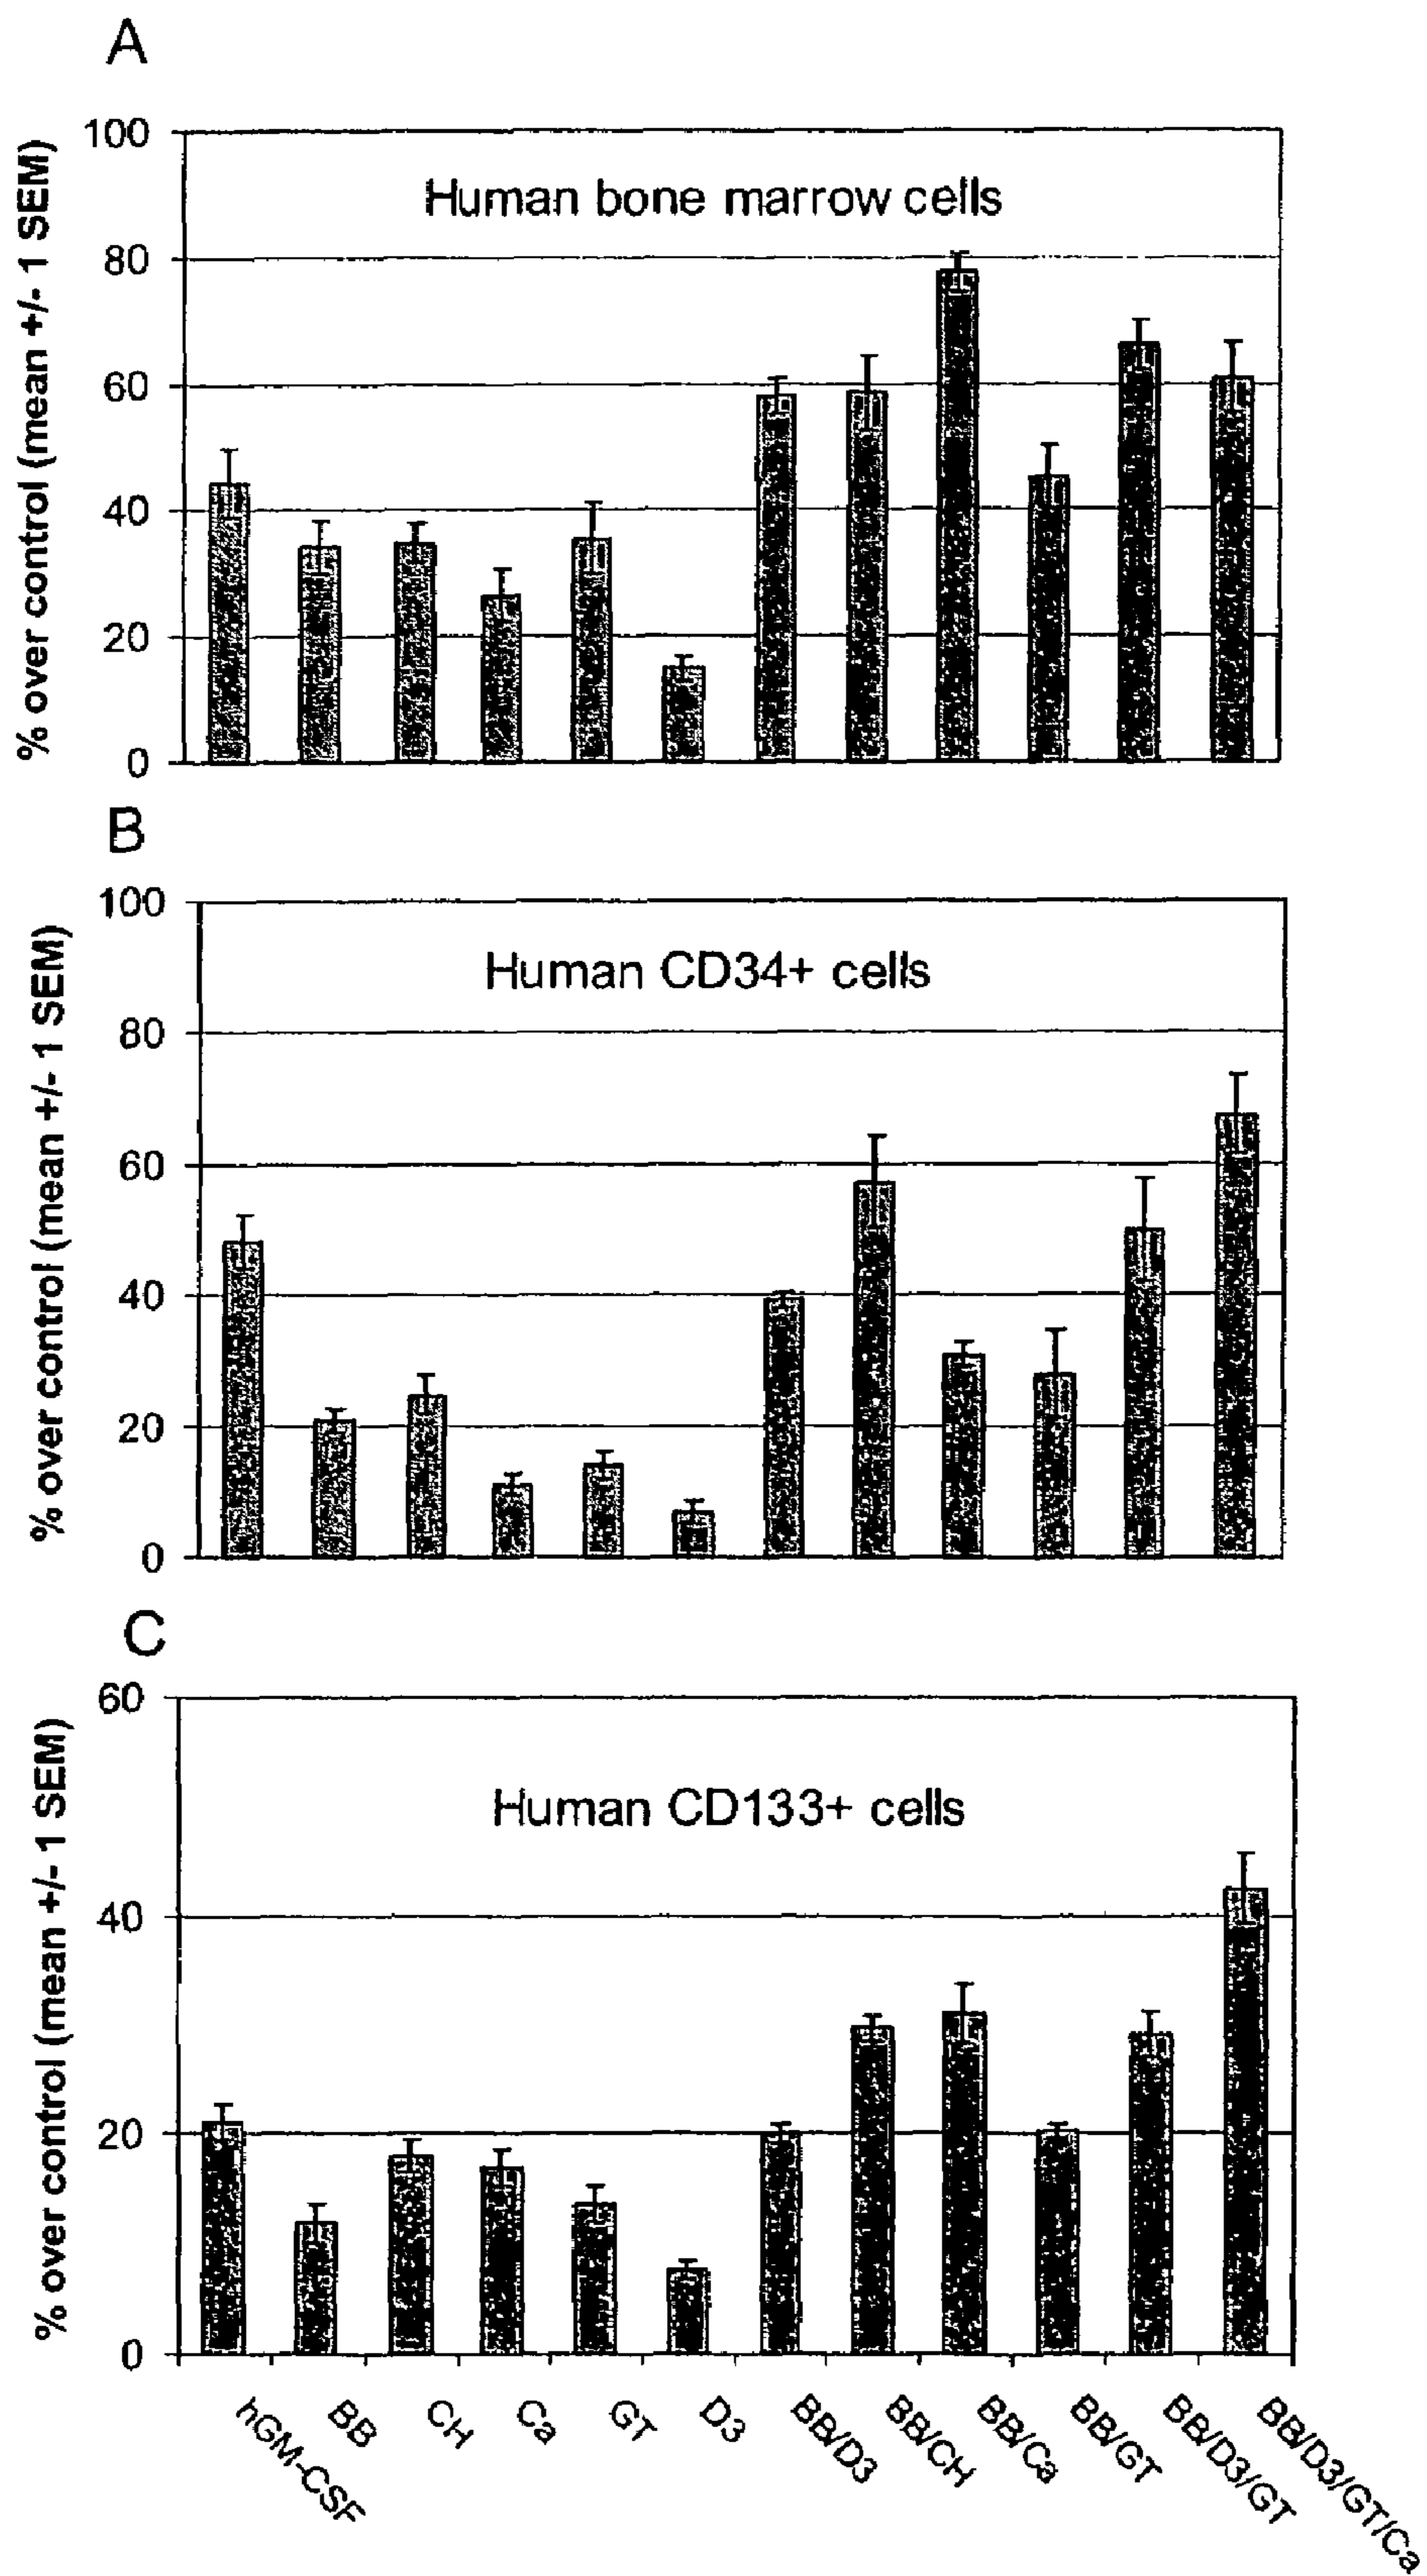 A
% over control (mean +/- 1 SEM)
100
80
60
40
20
0
Human bone marrow cells
B
% over control (mean +/- 1 SEM)
100
80
60
40
20
0
Human CD34+ cells
C
% over control (mean +/- 1 SEM)
60
40
20
0
Human CD133+ cells
hGM-CSF
BB
CH
Ca
GT
D3
BB/D3
BB/CH
BB/Ca
BB/GT
BB/D3/GT
BB/D3/GT/Ca